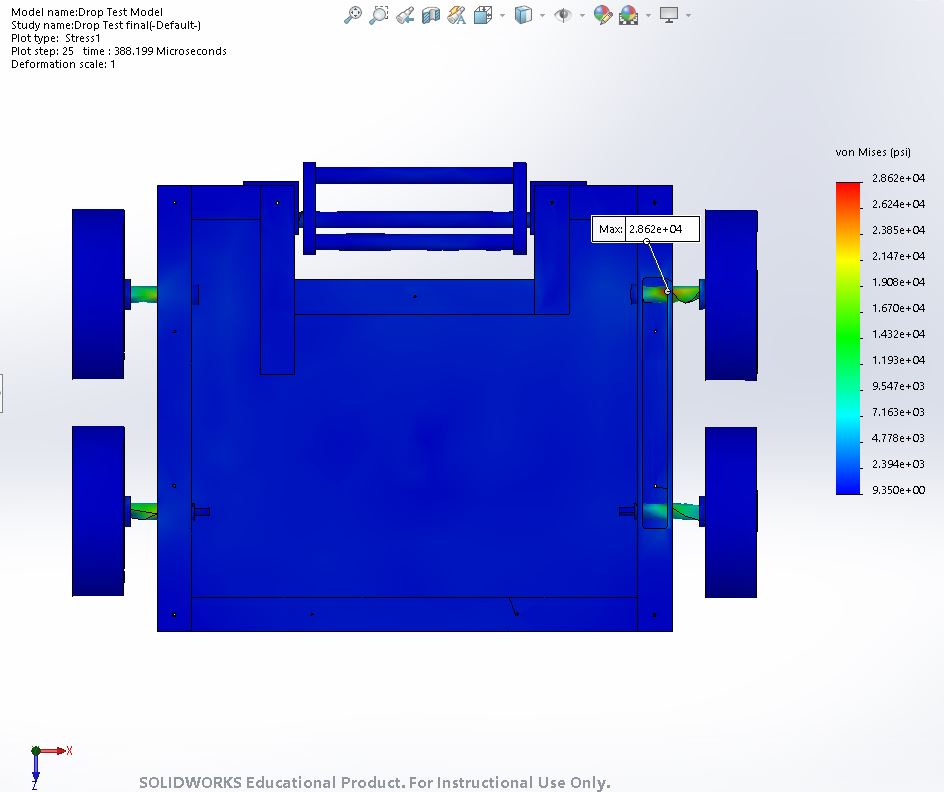 Model name:Drop Test Model
Study name:Drop Test final(-Default-)
Plot type: Stress1
Plot step: 25 time : 388.199 Microseconds
Deformation scale: 1
von Mises (psi)
2.862e+04
2.624e+04
2.385e+04
2.147e+04
1.908e+04
1.670e+04
1.432e+04
1.193e+04
9.547e+03
7.163e+03
4.778e+03
2.394e+03
9.350e+00
Max: 2.862e+04
X
Z
SOLIDWORKS Educational Product. For Instructional Use Only.